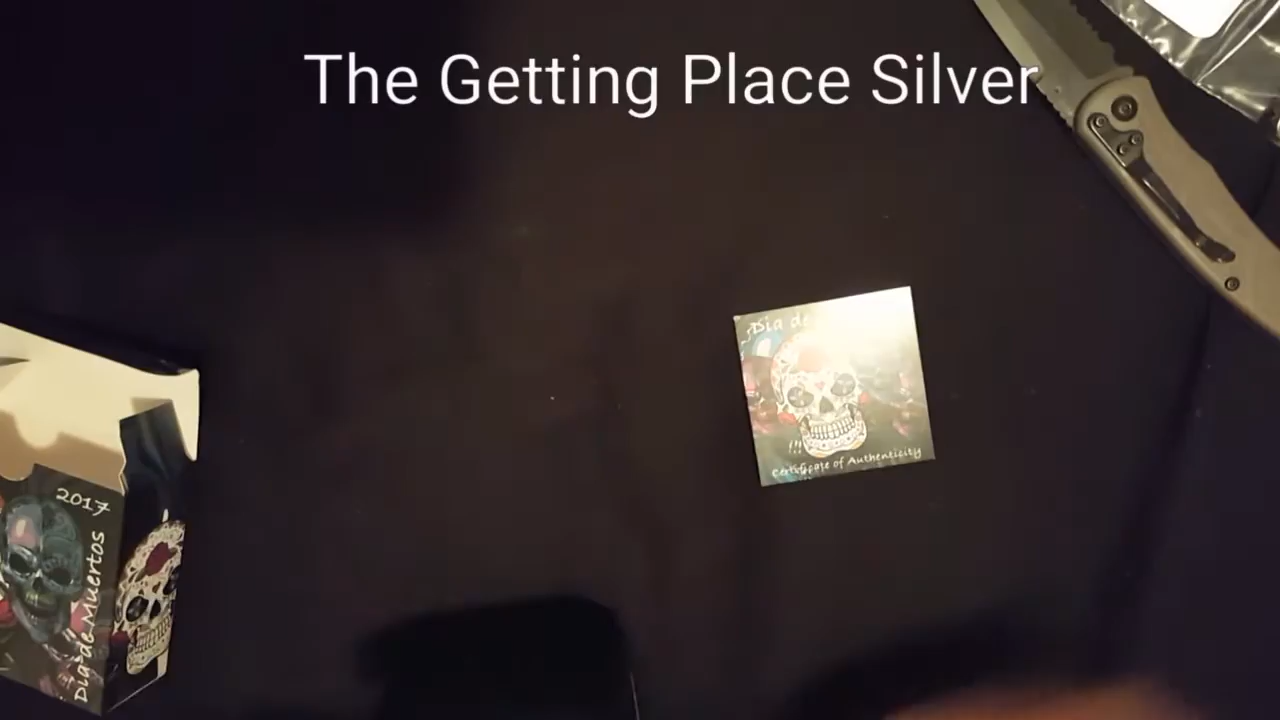 The Getting Place Silver
Dia de
Certificate of Authenticity
2017
Dia de Muertos